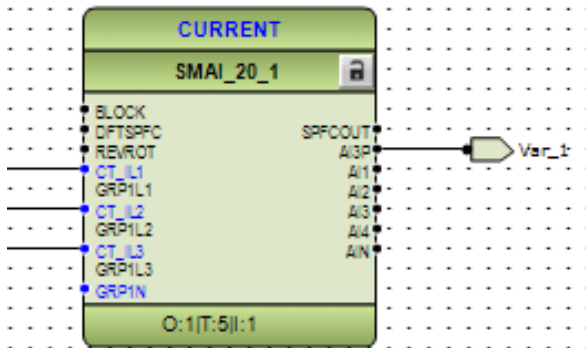 CURRENT
SMAI_20_1
BLOCK
DFTSPFC
SPFCOUT
REVROT
AI3P
Var_1
CT_IL1
AI1
GRP1L1
AI2
CT_IL2
AI3
GRP1L2
AI4
CT_IL3
AIN
GRP1L3
GRP1N
O:1|T:5|I:1